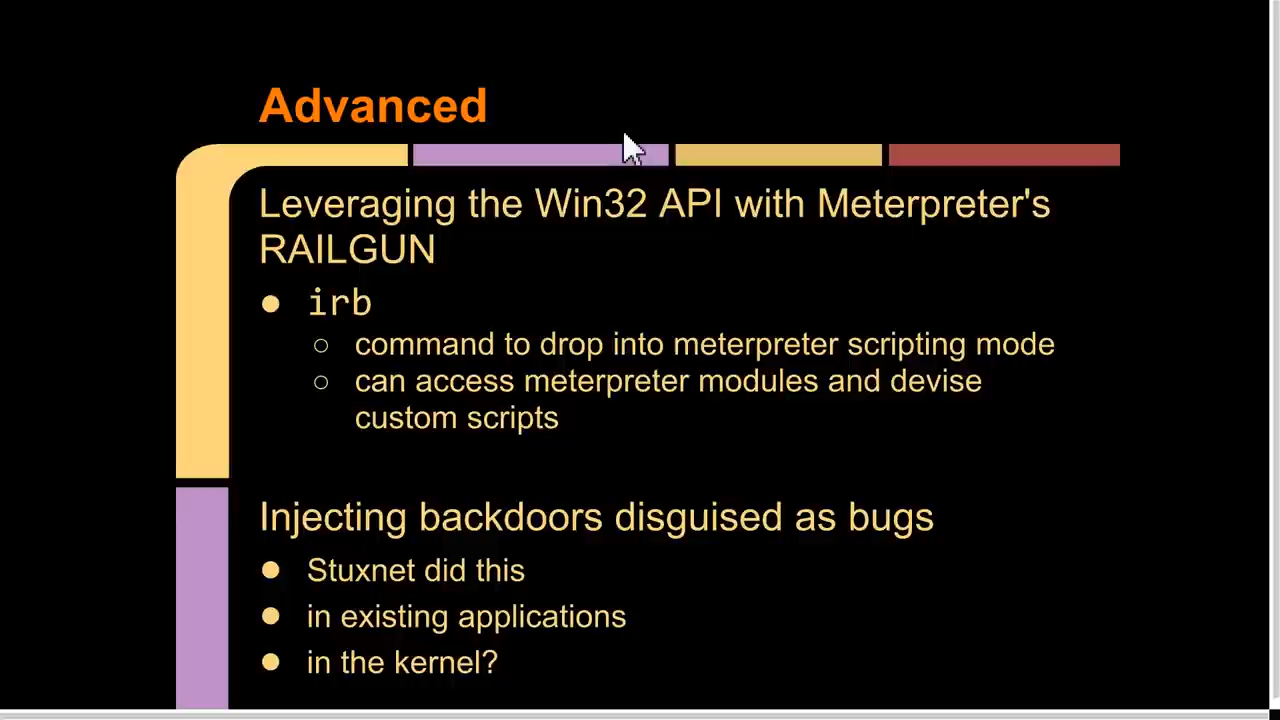 Advanced
Leveraging the Win32 API with Meterpreter's
RAILGUN
● irb
○ command to drop into meterpreter scripting mode
○ can access meterpreter modules and devise
custom scripts
Injecting backdoors disguised as bugs
● Stuxnet did this
● in existing applications
● in the kernel?